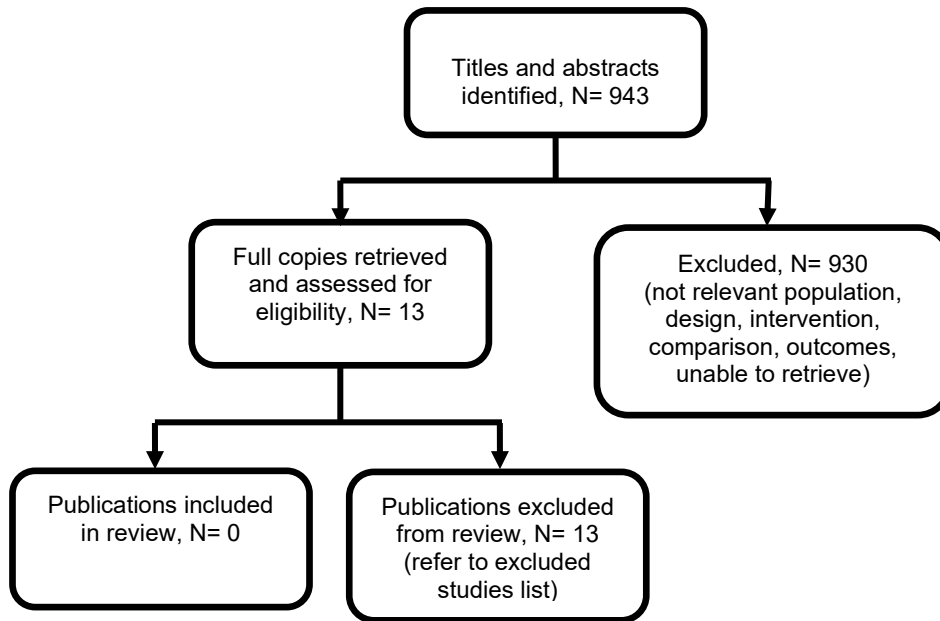 Titles and abstracts
identified, N= 943
Full copies retrieved
and assessed for
eligibility, N= 13
Excluded, N= 930
(not relevant population,
design, intervention,
comparison, outcomes,
unable to retrieve)
Publications included
in review, N= 0
Publications excluded
from review, N= 13
(refer to excluded
studies list)